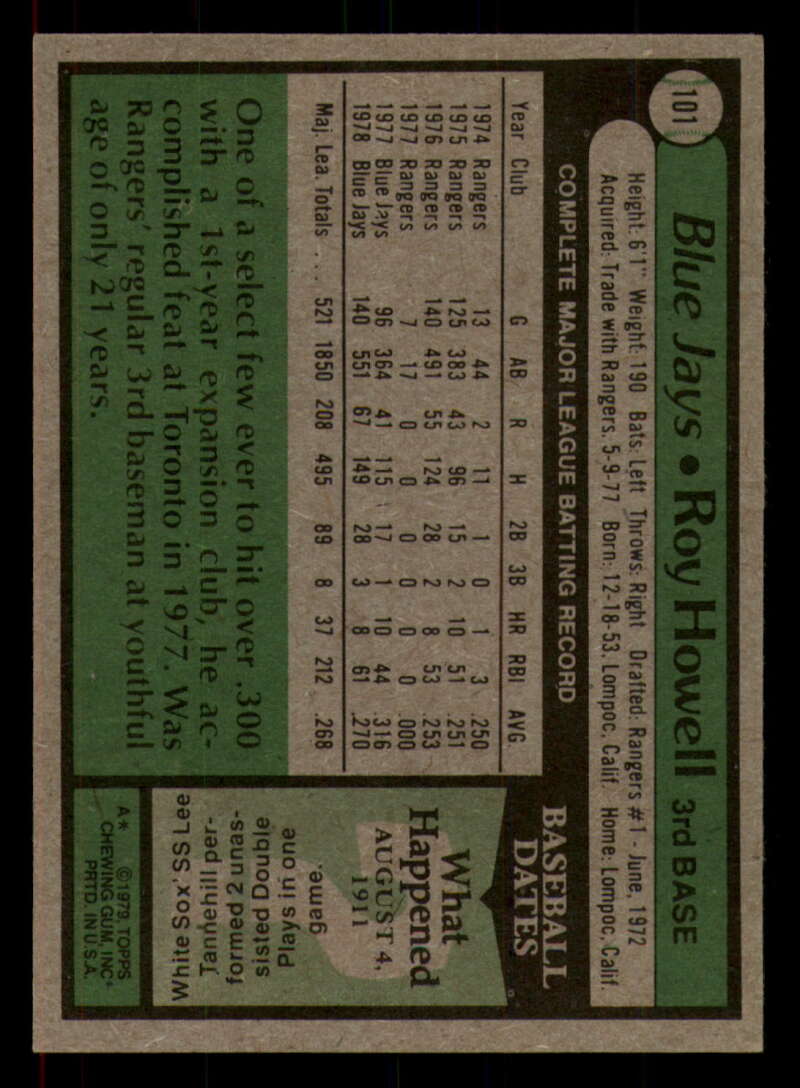 101
Blue Jays • Roy Howell 3rd BASE
Height: 6'1" Weight: 190 Bats: Left Throws: Right Drafted: Rangers #1 - June, 1972
Acquired: Trade with Rangers. 5-9-77 Born: 12-18-53. Lompoc, Calif. Home: Lompoc, Calif.
COMPLETE MAJOR LEAGUE BATTING RECORD
Year Club G AB R H 2B 3B HR RBI AVG
1974 Rangers 13 44 2 11 1 0 1 3 .250
1975 Rangers 125 383 43 96 15 2 10 51 .251
1976 Rangers 140 491 55 124 28 2 8 53 .253
1977 Rangers 7 17 0 0 0 0 0 0 .000
1977 Blue Jays 96 364 41 115 17 1 10 44 .316
1978 Blue Jays 140 551 67 149 28 3 8 61 .270
Maj. Lea. Totals . . . 521 1850 208 495 89 8 37 212 .268
One of a select few ever to hit over .300
with a 1st-year expansion club, he ac-
complished feat at Toronto in 1977. Was
Rangers' regular 3rd baseman at youthful
age of only 21 years.
BASEBALL
DATES
What
Happened
AUGUST 4,
1911
White Sox' SS Lee
Tannehill per-
formed 2 unas-
sisted Double
Plays in one
game.
A* ©1979, TOPPS
CHEWING GUM, INC.
PRTD. IN U.S.A.